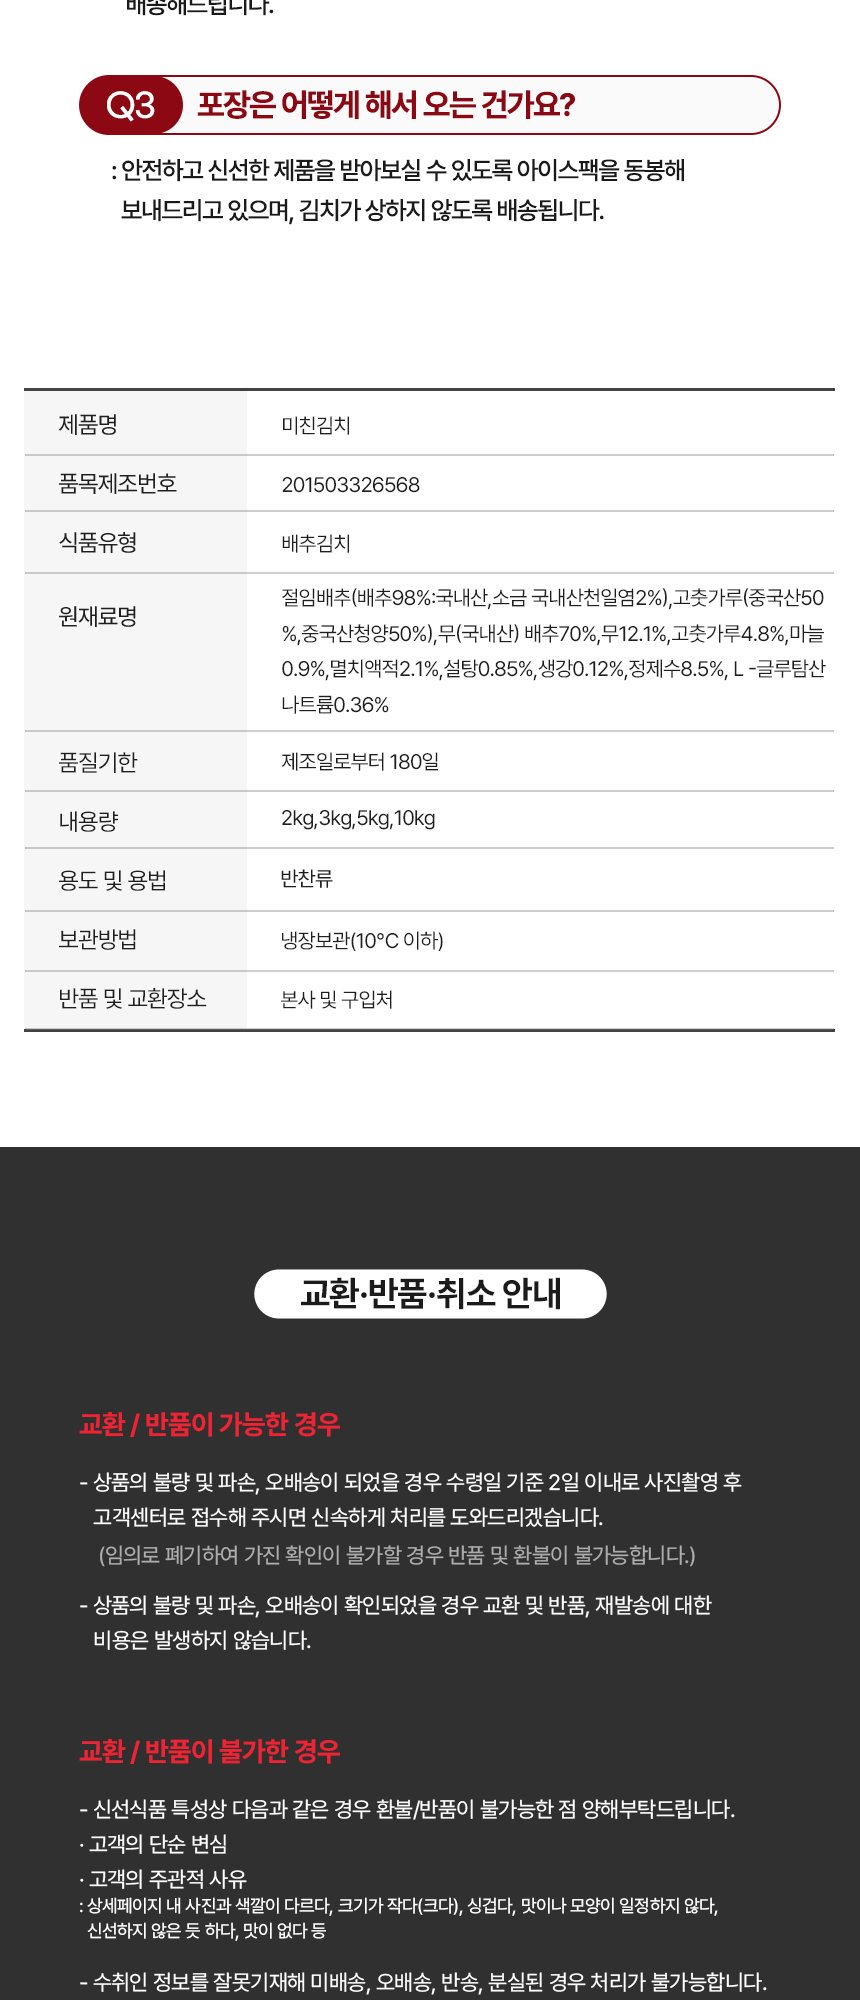 배송해드립니다.
Q3 포장은 어떻게 해서 오는 건가요?
: 안전하고 신선한 제품을 받아보실 수 있도록 아이스팩을 동봉해
보내드리고 있으며, 김치가 상하지 않도록 배송됩니다.
제품명 미친김치
품목제조번호 201503326568
식품유형 배추김치
원재료명 절임배추(배추98%:국내산,소금 국내산천일염2%),고춧가루(중국산50
%,중국산청양50%),무(국내산) 배추70%,무12.1%,고춧가루4.8%,마늘
0.9%,멸치액적2.1%,설탕0.85%,생강0.12%,정제수8.5%, L -글루탐산
나트륨0.36%
품질기한 제조일로부터 180일
내용량 2kg,3kg,5kg,10kg
용도 및 용법 반찬류
보관방법 냉장보관(10°C 이하)
반품 및 교환장소 본사 및 구입처
교환·반품·취소 안내
교환 / 반품이 가능한 경우
- 상품의 불량 및 파손, 오배송이 되었을 경우 수령일 기준 2일 이내로 사진촬영 후
고객센터로 접수해 주시면 신속하게 처리를 도와드리겠습니다.
(임의로 폐기하여 가진 확인이 불가할 경우 반품 및 환불이 불가능합니다.)
- 상품의 불량 및 파손, 오배송이 확인되었을 경우 교환 및 반품, 재발송에 대한
비용은 발생하지 않습니다.
교환 / 반품이 불가한 경우
- 신선식품 특성상 다음과 같은 경우 환불/반품이 불가능한 점 양해부탁드립니다.
· 고객의 단순 변심
· 고객의 주관적 사유
: 상세페이지 내 사진과 색깔이 다르다, 크기가 작다(크다), 싱겁다, 맛이나 모양이 일정하지 않다,
신선하지 않은 듯 하다, 맛이 없다 등
- 수취인 정보를 잘못기재해 미배송, 오배송, 반송, 분실된 경우 처리가 불가능합니다.